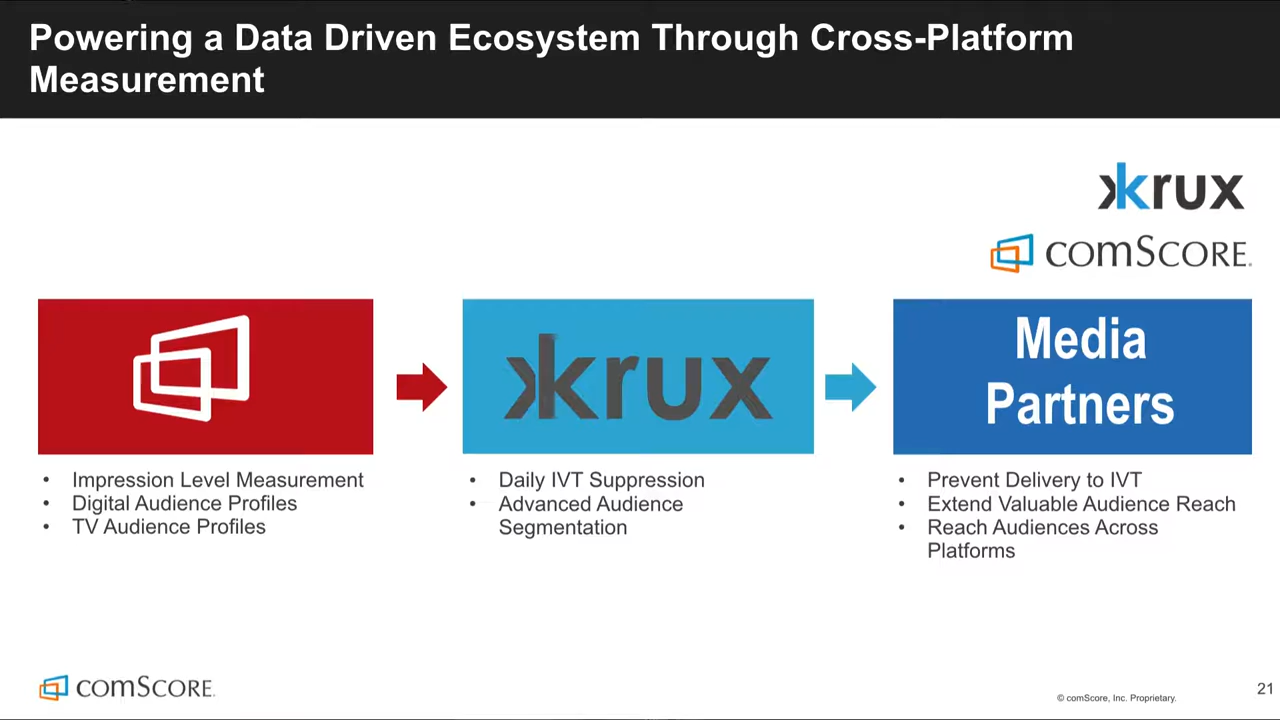 Powering a Data Driven Ecosystem Through Cross-Platform
Measurement
krux
comScore.
krux
Media
Partners
• Impression Level Measurement
• Digital Audience Profiles
• TV Audience Profiles
• Daily IVT Suppression
• Advanced Audience
Segmentation
• Prevent Delivery to IVT
• Extend Valuable Audience Reach
• Reach Audiences Across
Platforms
comScore.
© comScore, Inc. Proprietary.
21